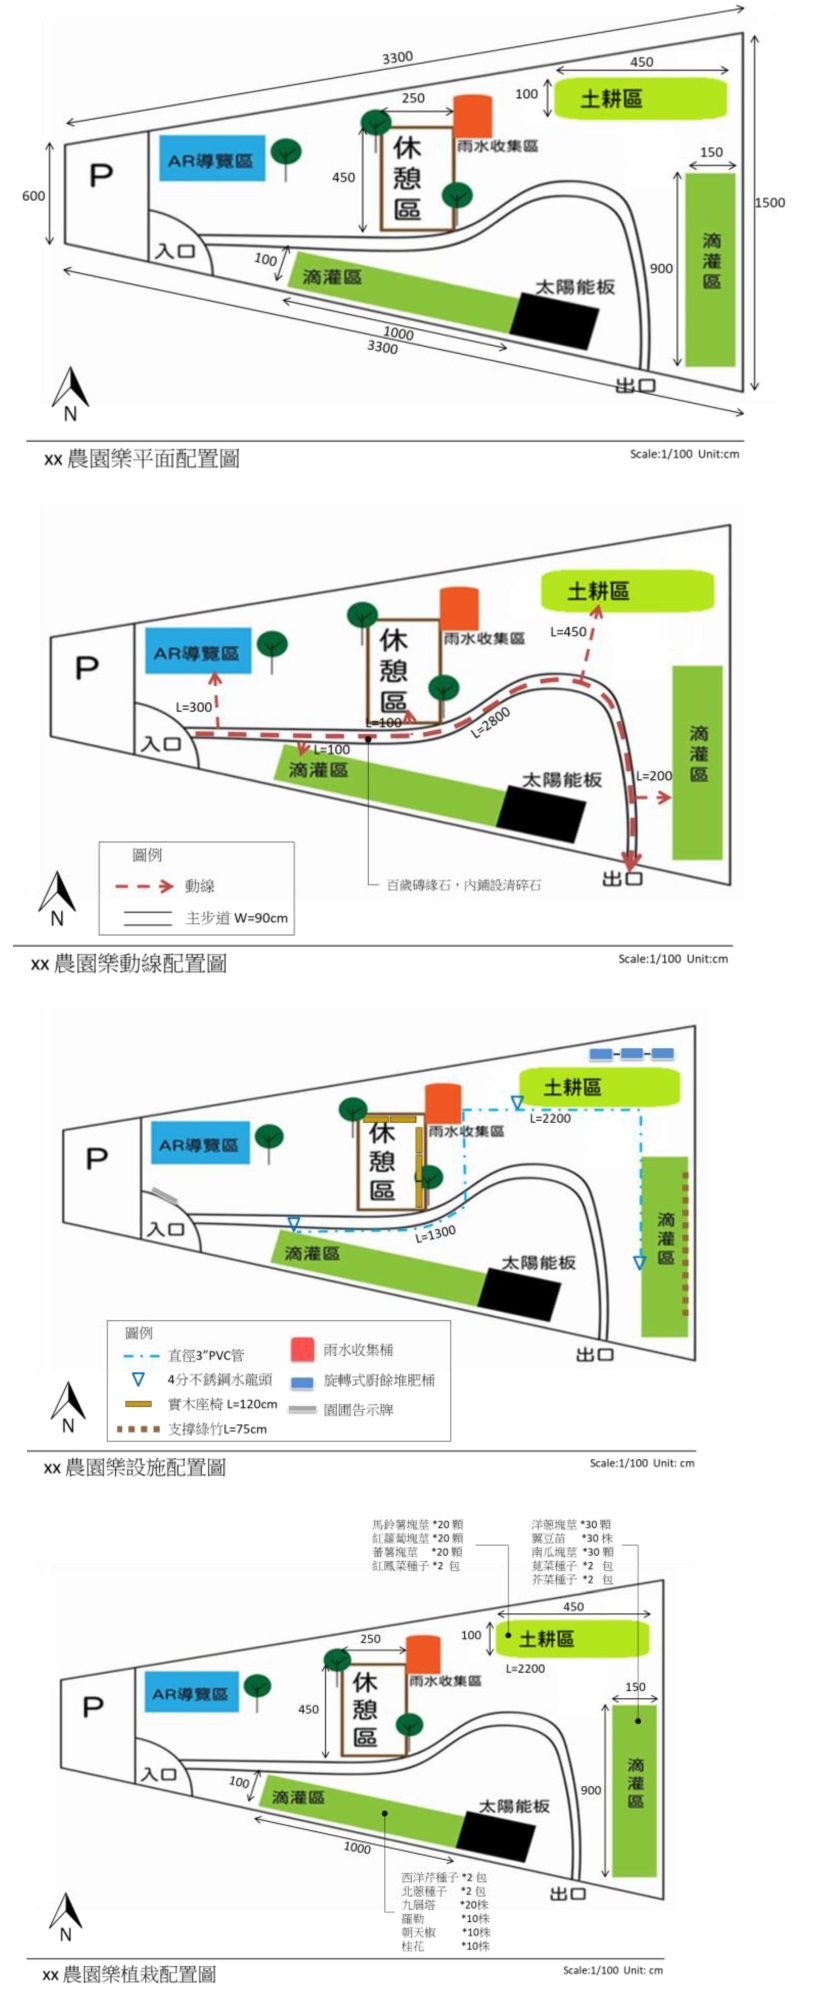 3300
450
100
土耕區
250
雨水收集區
AR導覽區
休憩區
150
P
450
600
1500
入口
滴灌區
100
滴灌區
900
太陽能板
1000
3300
出口
N
xx 農園樂平面配置圖
Scale:1/100 Unit:cm
土耕區
L=450
雨水收集區
休憩區
AR導覽區
P
L=300
L=100
L=2800
入口
L=100
滴灌區
滴灌區
L=200
太陽能板
圖例
動線
主步道 W=90cm
百歲磚緣石，內鋪設清碎石
出口
N
xx 農園樂動線配置圖
Scale:1/100 Unit:cm
土耕區
L=2200
雨水收集區
休憩區
AR導覽區
P
入口
L=1300
滴灌區
滴灌區
太陽能板
出口
圖例
直徑3”PVC管
4分不銹鋼水龍頭
實木座椅 L=120cm
支撐綠竹L=75cm
雨水收集桶
旋轉式廚餘堆肥桶
園圃告示牌
N
xx 農園樂設施配置圖
Scale:1/100 Unit: cm
馬鈴薯塊莖 *20 顆
紅蘿蔔塊莖 *20 顆
蕃薯塊莖 *20 顆
紅鳳菜種子 *2 包
洋蔥塊莖 *30 顆
翼豆苗 *30 株
南瓜塊莖 *30 顆
莧菜種子 *2 包
芥菜種子 *2 包
450
100
土耕區
L=2200
250
雨水收集區
休憩區
450
AR導覽區
P
150
入口
滴灌區
100
滴灌區
900
太陽能板
1000
出口
西洋芹種子 *2 包
北蔥種子 *2 包
九層塔 *20株
羅勒 *10株
朝天椒 *10株
桂花 *10株
N
xx 農園樂植栽配置圖
Scale:1/100 Unit: cm